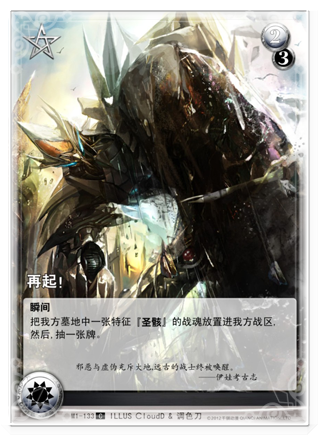 2
3
再起！
瞬间
把我方墓地中一张特征『圣骸』的战魂放置进我方战区，
然后，抽一张牌。
邪恶与虚伪充斥大地，远古的战士终被唤醒。
——伊娃考古志
#1-133 C ILLUS CloudD & 调色刀